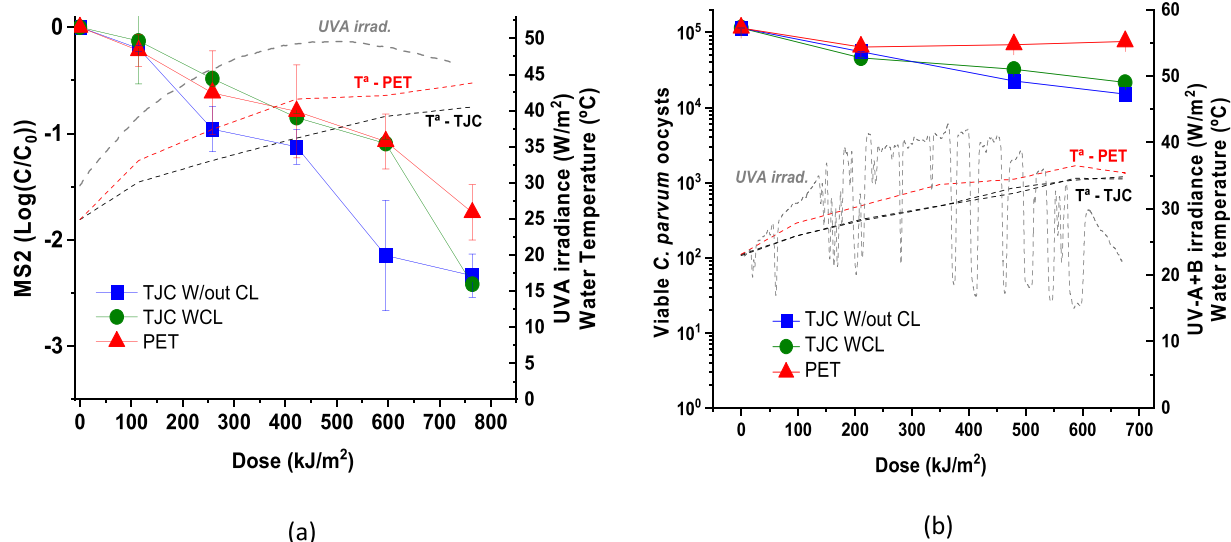 MS2 (Log(C/C₀))
0
-1
-2
-3
UVA irrad.
Tª - PET
Tª - TJC
TJC W/out CL
TJC WCL
PET
0 100 200 300 400 500 600 700 800
Dose (kJ/m²)
50
45
40
35
30
25
20
15
10
5
0
UVA irradiance (W/m²)
Water Temperature (ºC)
(a)
Viable C. parvum oocysts
10⁵
10⁴
10³
10²
10¹
10⁰
UVA irrad.
Tª - PET
Tª - TJC
TJC W/out CL
TJC WCL
PET
0 100 200 300 400 500 600 700
Dose (kJ/m²)
60
50
40
30
20
10
0
UV-A+B irradiance (W/m²)
Water temperature (ºC)
(b)